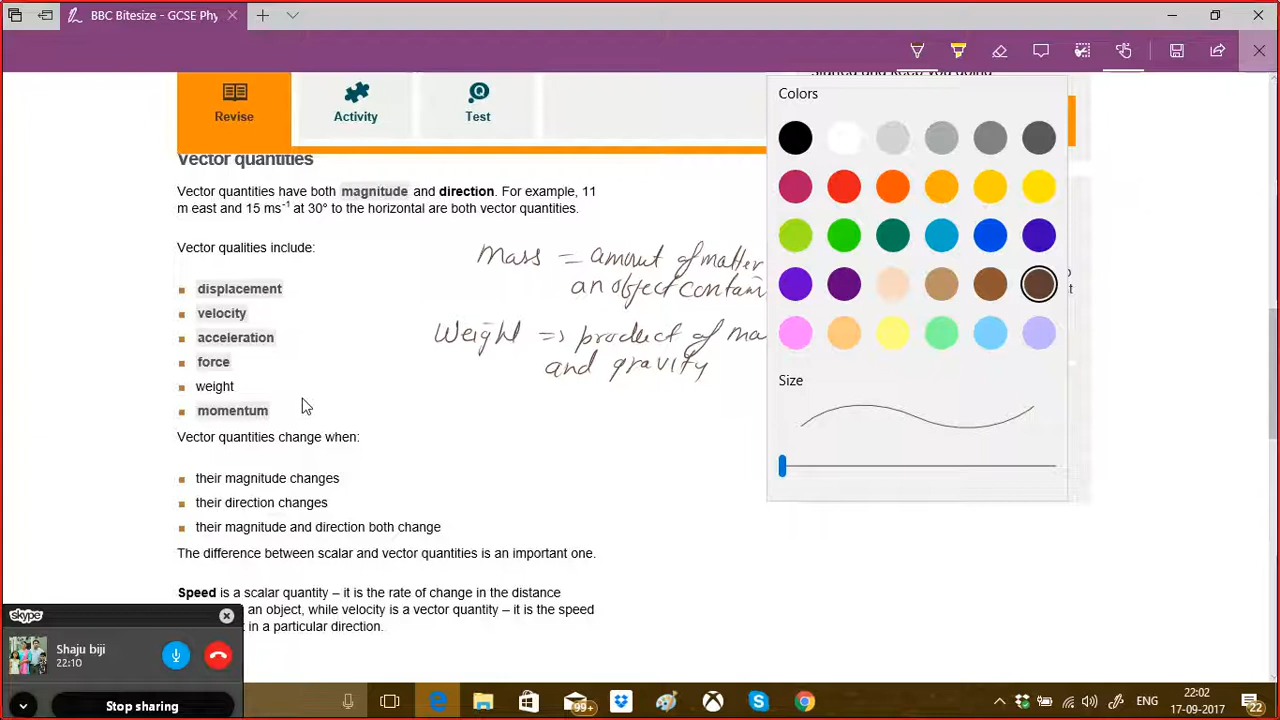 BBC Bitesize - GCSE Phy
Colors
Revise
Activity
Test
Vector quantities
Vector quantities have both magnitude and direction. For example, 11
m east and 15 ms-1 at 30° to the horizontal are both vector quantities.
Vector qualities include:
displacement
velocity
acceleration
force
weight
momentum
Mass = amount of matter
an object contain
Weight => product of ma
and gravity
Size
Vector quantities change when:
their magnitude changes
their direction changes
their magnitude and direction both change
The difference between scalar and vector quantities is an important one.
Speed is a scalar quantity – it is the rate of change in the distance
an object, while velocity is a vector quantity – it is the speed
in a particular direction.
skype
Shaju biji
22:10
Stop sharing
99+
ENG
22:02
17-09-2017
22